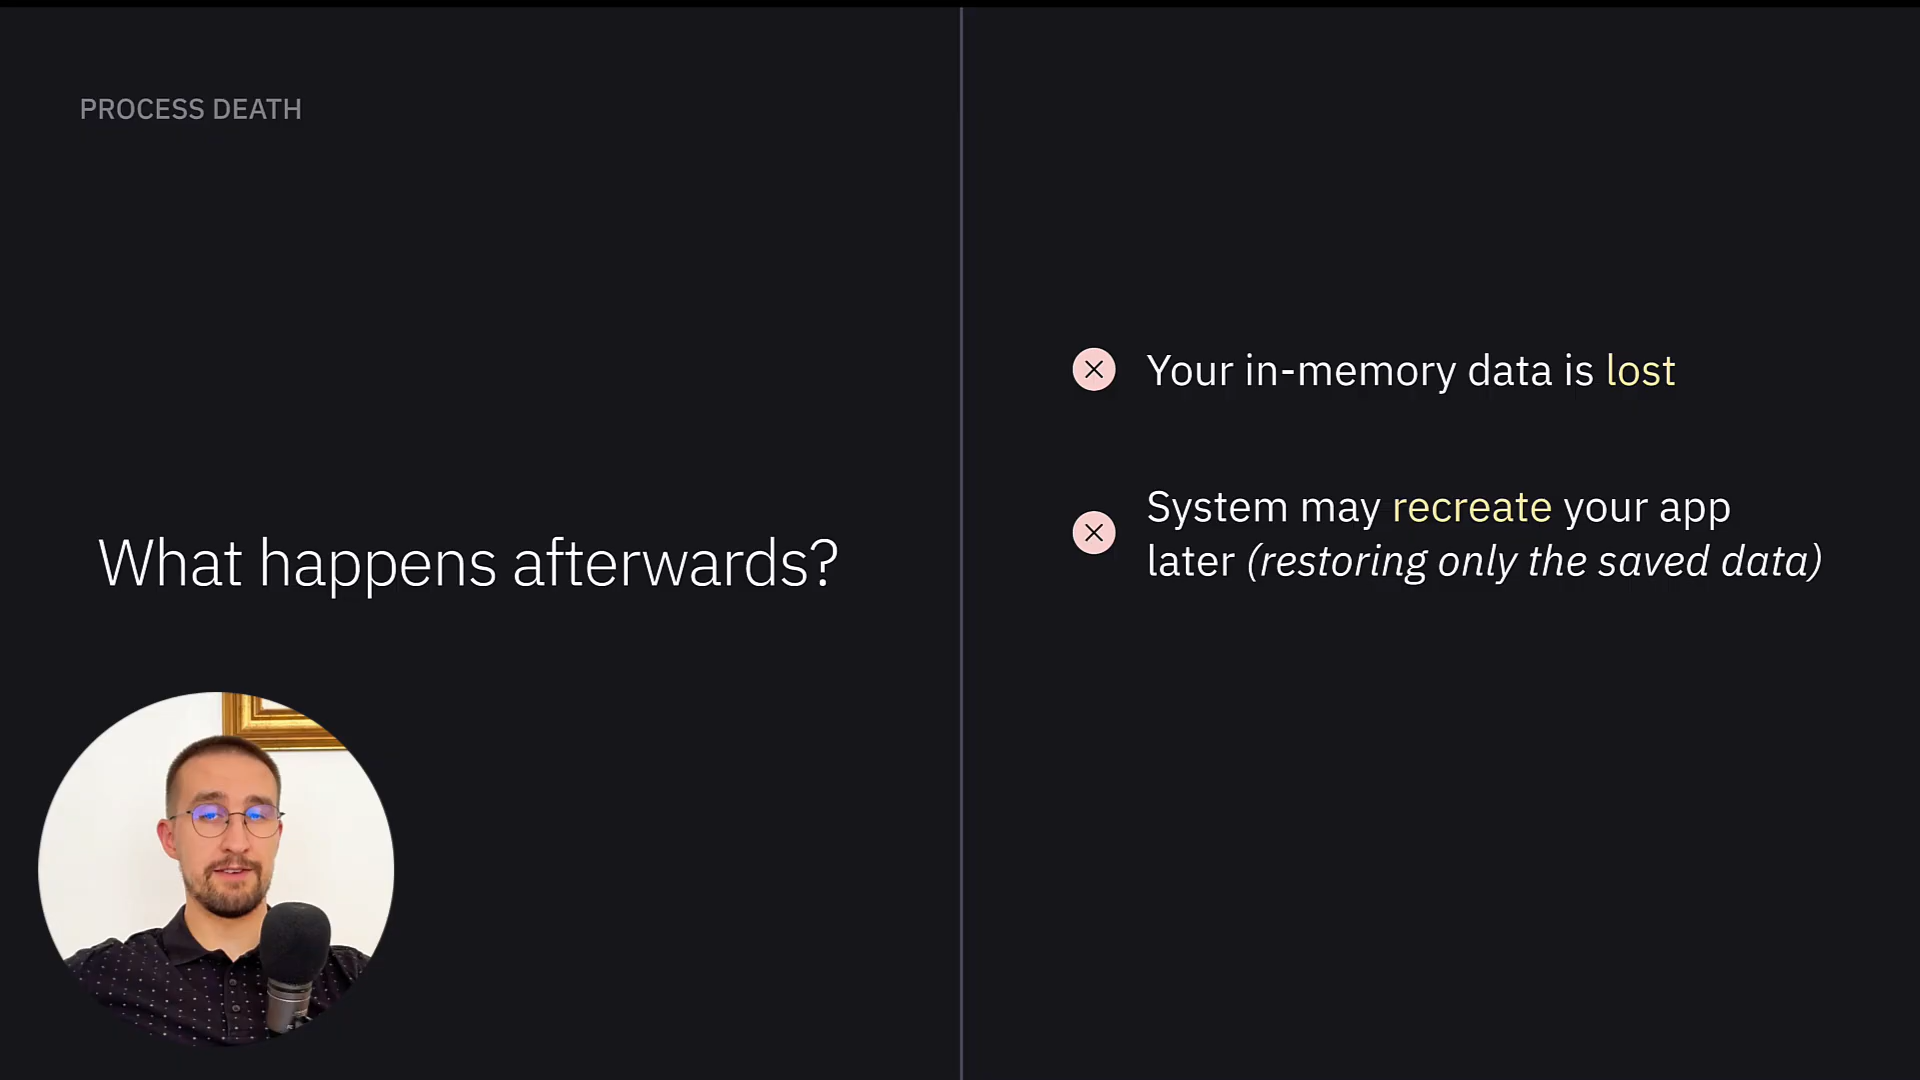 PROCESS DEATH
What happens afterwards?
Your in-memory data is lost
System may recreate your app
later (restoring only the saved data)